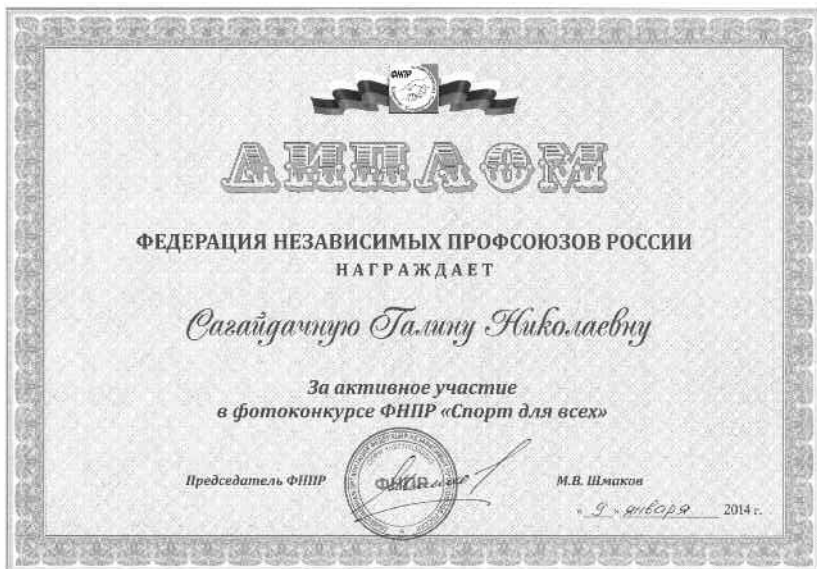 ФНПР
ДИПЛОМ
ФЕДЕРАЦИЯ НЕЗАВИСИМЫХ ПРОФСОЮЗОВ РОССИИ
НАГРАЖДАЕТ
Сагайдачную Галину Николаевну
За активное участие
в фотоконкурсе ФНПР «Спорт для всех»
Председатель ФНПР ФНПР М.В. Шмаков
« 9 » января 2014 г.